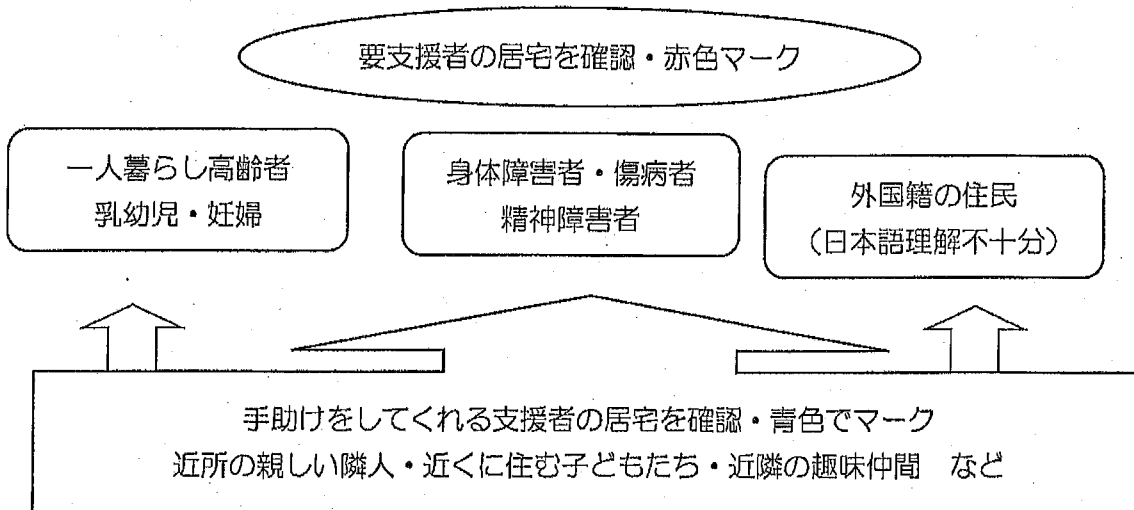 要支援者の居宅を確認・赤色マーク
一人暮らし高齢者
乳幼児・妊婦
身体障害者・傷病者
精神障害者
外国籍の住民
（日本語理解不十分）
手助けをしてくれる支援者の居宅を確認・青色でマーク
近所の親しい隣人・近くに住む子どもたち・近隣の趣味仲間　など